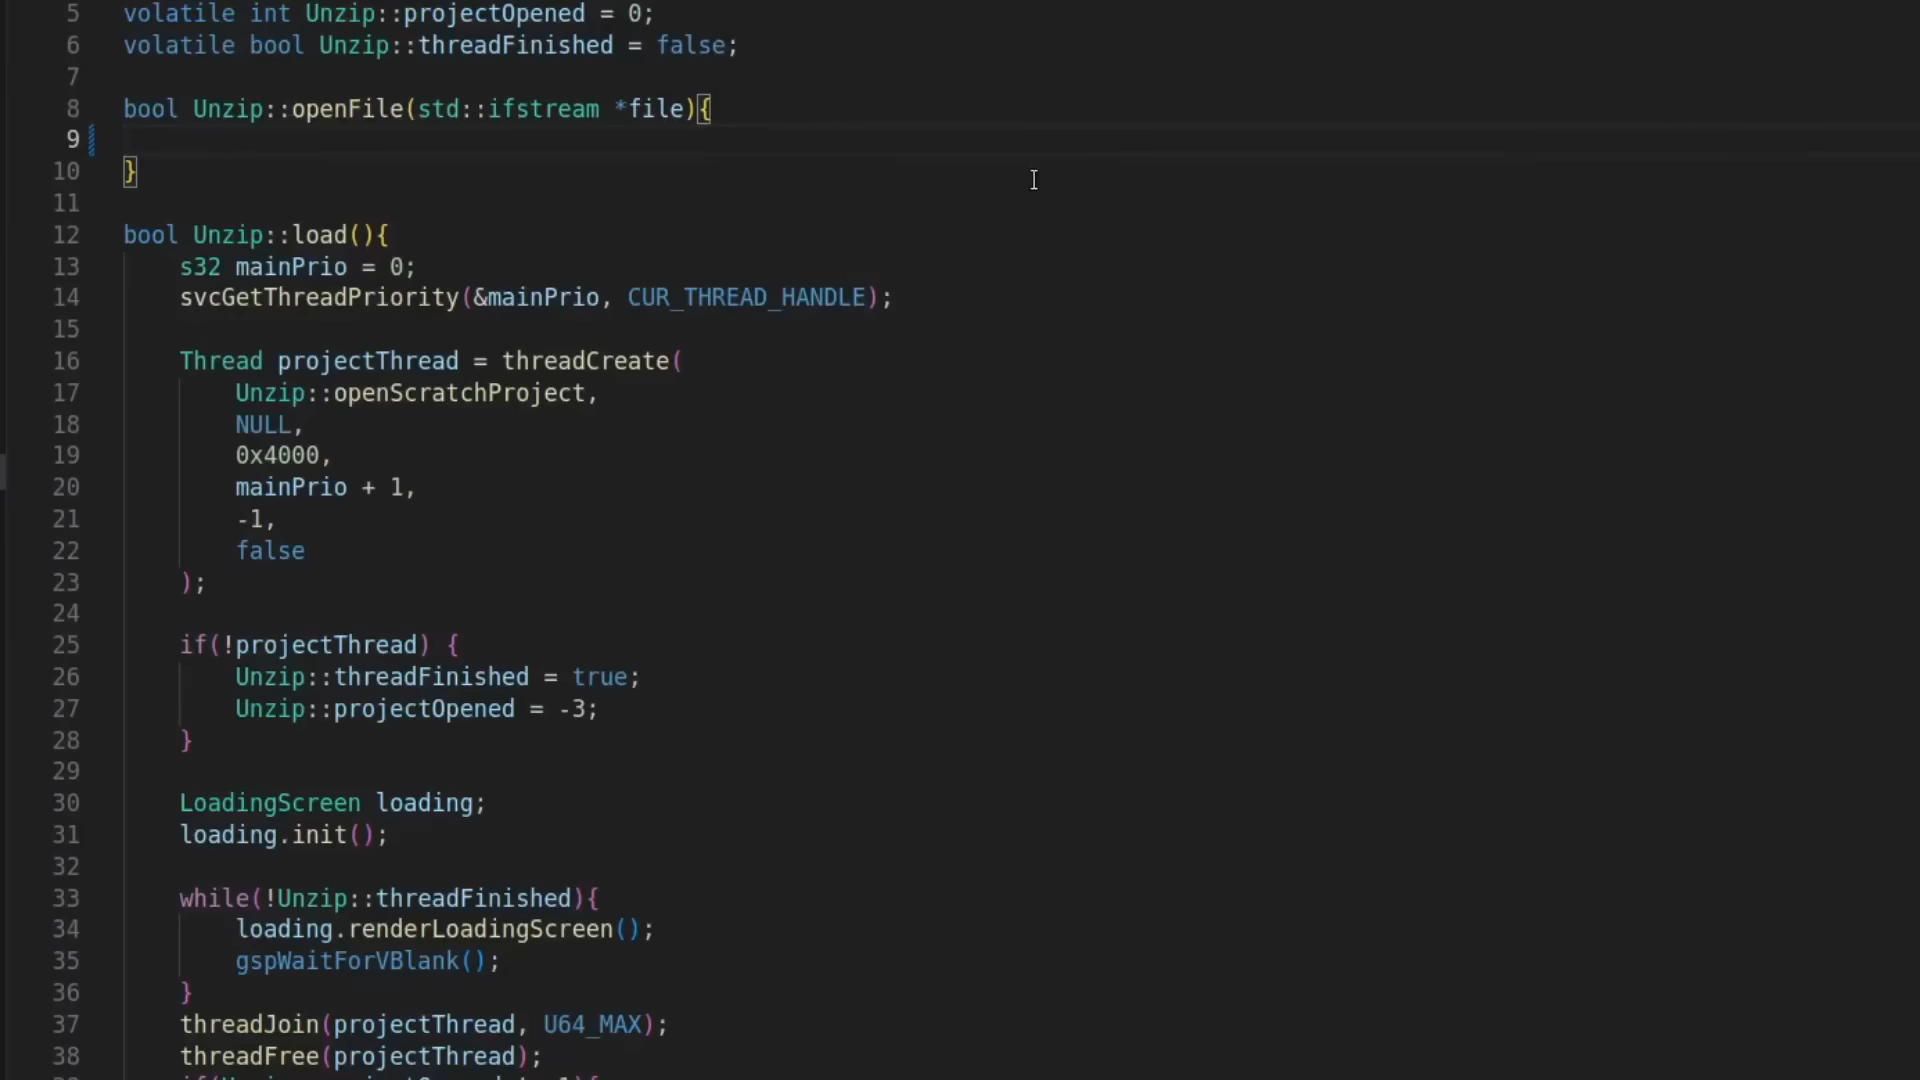 5 volatile int Unzip::projectOpened = 0;
6 volatile bool Unzip::threadFinished = false;
7
8 bool Unzip::openFile(std::ifstream *file){
9
10 }
11
12 bool Unzip::load(){
13 s32 mainPrio = 0;
14 svcGetThreadPriority(&mainPrio, CUR_THREAD_HANDLE);
15
16 Thread projectThread = threadCreate(
17 Unzip::openScratchProject,
18 NULL,
19 0x4000,
20 mainPrio + 1,
21 -1,
22 false
23 );
24
25 if(!projectThread) {
26 Unzip::threadFinished = true;
27 Unzip::projectOpened = -3;
28 }
29
30 LoadingScreen loading;
31 loading.init();
32
33 while(!Unzip::threadFinished){
34 loading.renderLoadingScreen();
35 gspWaitForVBlank();
36 }
37 threadJoin(projectThread, U64_MAX);
38 threadFree(projectThread);